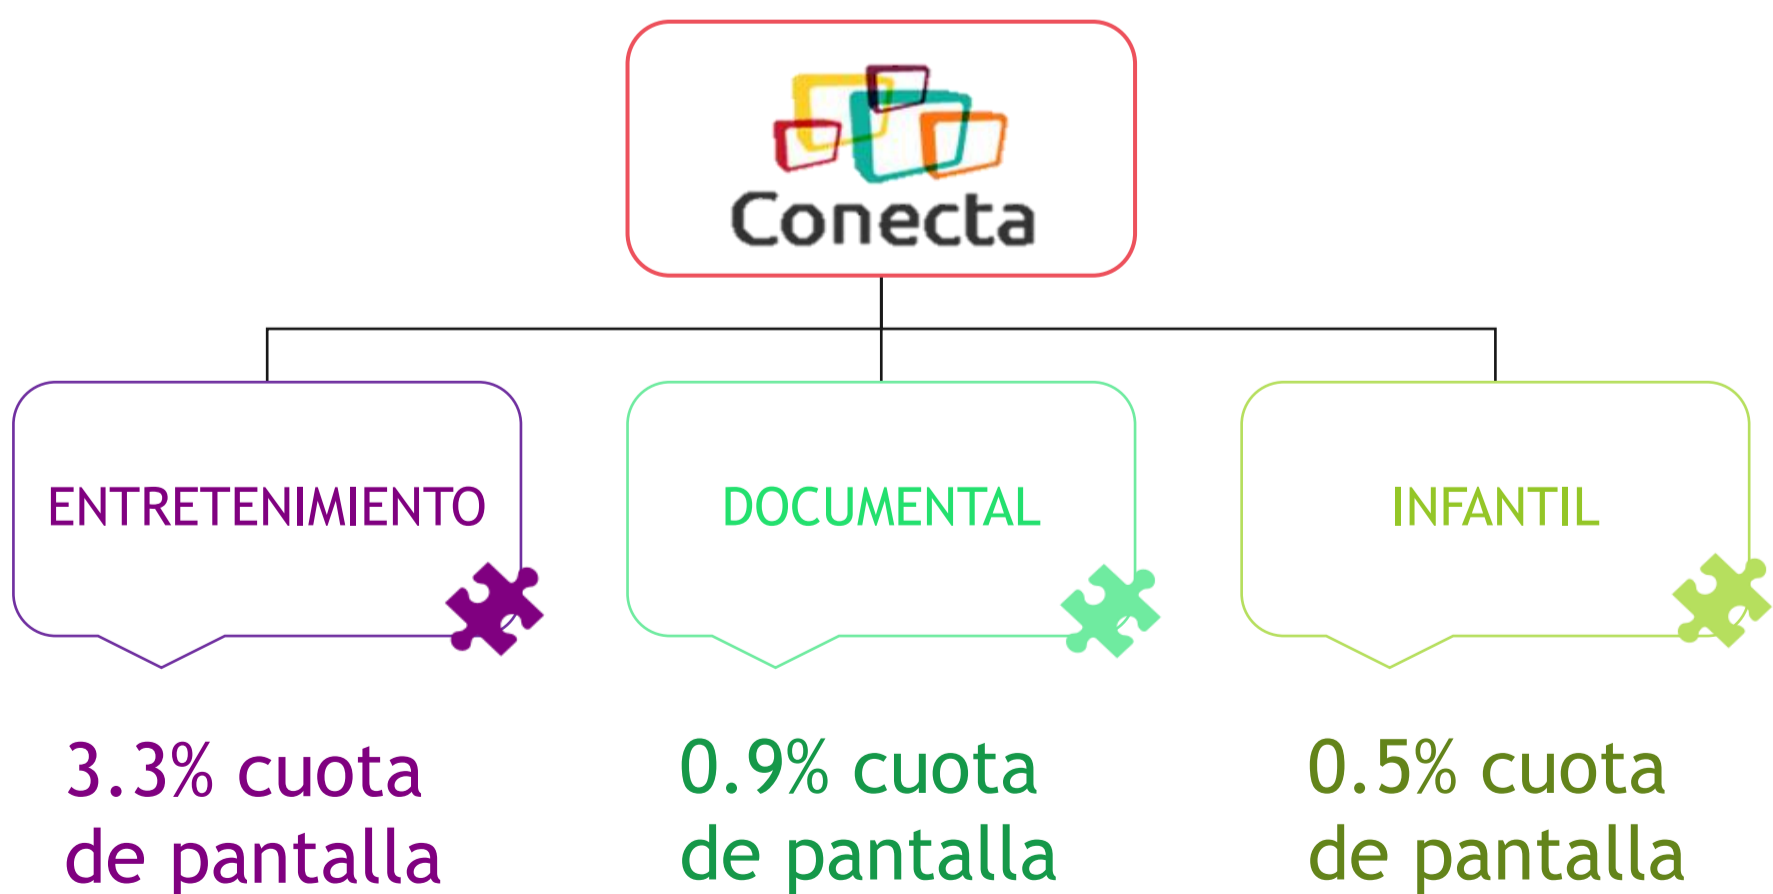 Conecta
ENTRETENIMIENTO
DOCUMENTAL
INFANTIL
3.3% cuota
de pantalla
0.9% cuota
de pantalla
0.5% cuota
de pantalla